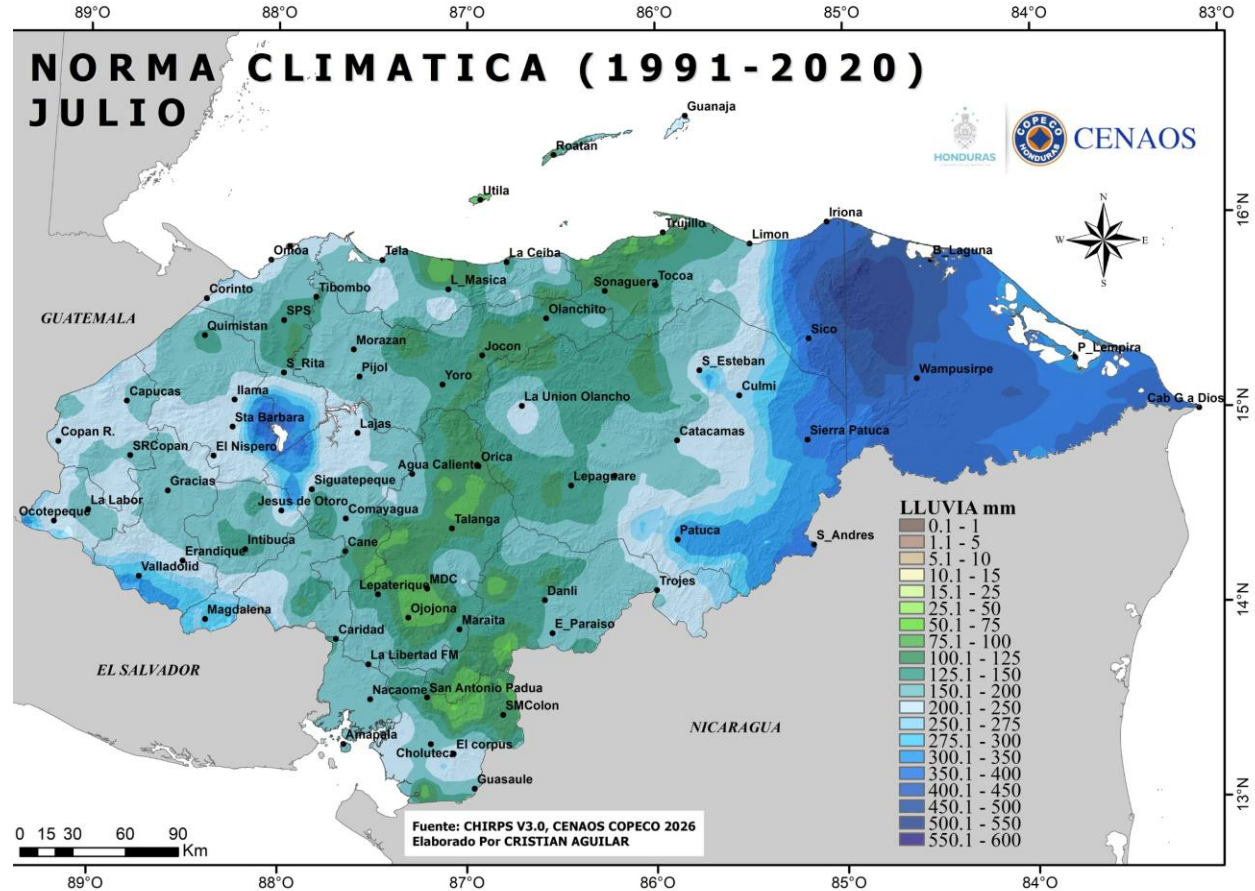 89°O 88°O 87°O 86°O 85°O 84°O 83°O
NORMA CLIMATICA (1991-2020)
JULIO
HONDURAS
COPECO
HONDURAS
CENAOS
Guanaja
Roatan
Utila
16°N
N
W E
S
Iriona
Trujillo
Limon
Omoa
Tela
La Ceiba
B_Laguna
Corinto
Tibombo
L_Masica
Sonaguera
Tocoa
GUATEMALA
SPS
Olanchito
Quimistan
Morazan
Jocon
Sico
S_Rita
Pijol
Yoro
S_Esteban
P_Lempira
Wampusirpe
Capucas
Ilama
La Union Olancho
Culmi
15°N
Cab G a Dios
Sta Barbara
Lajas
Copan R.
Catacamas
Sierra Patuca
SRCopan
El Nispero
Agua Caliente
Orica
Gracias
Siguatepeque
Lepaguare
La Labor
Jesus de Otoro
Comayagua
Ocotepeque
Talanga
Patuca
S_Andres
Intibuca
Cane
Erandique
Valladolid
Lepaterique
MDC
Trojes
Danli
14°N
Magdalena
Ojojona
Maraita
E_Paraiso
Caridad
EL SALVADOR
La Libertad FM
Nacaome
San Antonio Padua
SMColon
NICARAGUA
Amapala
Choluteca
El corpus
Guasaule
13°N
LLUVIA mm
0.1 - 1
1.1 - 5
5.1 - 10
10.1 - 15
15.1 - 25
25.1 - 50
50.1 - 75
75.1 - 100
100.1 - 125
125.1 - 150
150.1 - 200
200.1 - 250
250.1 - 275
275.1 - 300
300.1 - 350
350.1 - 400
400.1 - 450
450.1 - 500
500.1 - 550
550.1 - 600
0 15 30 60 90
Km
Fuente: CHIRPS V3.0, CENAOS COPECO 2026
Elaborado Por CRISTIAN AGUILAR
89°O 88°O 87°O 86°O 85°O 84°O